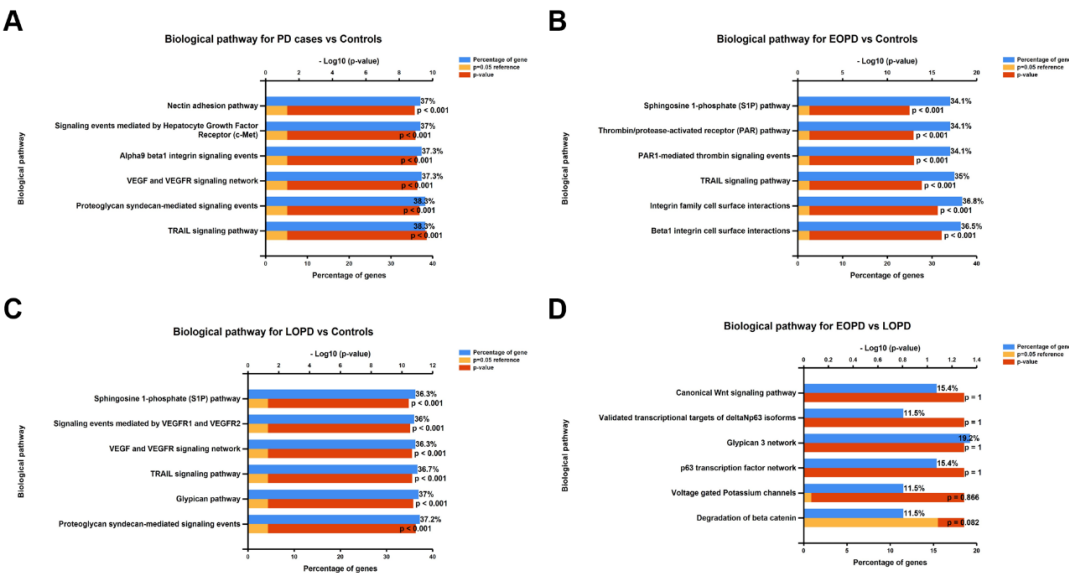 A
Biological pathway for PD cases vs Controls
- Log10 (p-value)
0 2 4 6 8 10
Percentage of gene
p=0.05 reference
p-value
Biological pathway
Nectin adhesion pathway
37%
p < 0.001
Signaling events mediated by Hepatocyte Growth Factor
Receptor (c-Met)
37%
p < 0.001
Alpha9 beta1 integrin signaling events
37.3%
p < 0.001
VEGF and VEGFR signaling network
37.3%
p < 0.001
Proteoglycan syndecan-mediated signaling events
38.3%
p < 0.001
TRAIL signaling pathway
38.3%
p < 0.001
0 10 20 30 40
Percentage of genes
B
Biological pathway for EOPD vs Controls
- Log10 (p-value)
0 5 10 15 20
Percentage of gene
p=0.05 reference
p-value
Biological pathway
Sphingosine 1-phosphate (S1P) pathway
34.1%
p < 0.001
Thrombin/protease-activated receptor (PAR) pathway
34.1%
p < 0.001
PAR1-mediated thrombin signaling events
34.1%
p < 0.001
TRAIL signaling pathway
35%
p < 0.001
Integrin family cell surface interactions
36.8%
p < 0.001
Beta1 integrin cell surface interactions
36.5%
p < 0.001
0 10 20 30 40
Percentage of genes
C
Biological pathway for LOPD vs Controls
- Log10 (p-value)
0 2 4 6 8 10 12
Percentage of gene
p=0.05 reference
p-value
Biological pathway
Sphingosine 1-phosphate (S1P) pathway
36.3%
p < 0.001
Signaling events mediated by VEGFR1 and VEGFR2
36%
p < 0.001
VEGF and VEGFR signaling network
36.3%
p < 0.001
TRAIL signaling pathway
36.7%
p < 0.001
Glypican pathway
37%
p < 0.001
Proteoglycan syndecan-mediated signaling events
37.2%
p < 0.001
0 10 20 30 40
Percentage of genes
D
Biological pathway for EOPD vs LOPD
- Log10 (p-value)
0 0.2 0.4 0.6 0.8 1 1.2 1.4
Percentage of gene
p=0.05 reference
p-value
Biological pathway
Canonical Wnt signaling pathway
15.4%
p = 1
Validated transcriptional targets of deltaNp63 isoforms
11.5%
p = 1
Glypican 3 network
19.2%
p = 1
p63 transcription factor network
15.4%
p = 1
Voltage gated Potassium channels
11.5%
p = 0.866
Degradation of beta catenin
11.5%
p = 0.082
0 5 10 15 20
Percentage of genes